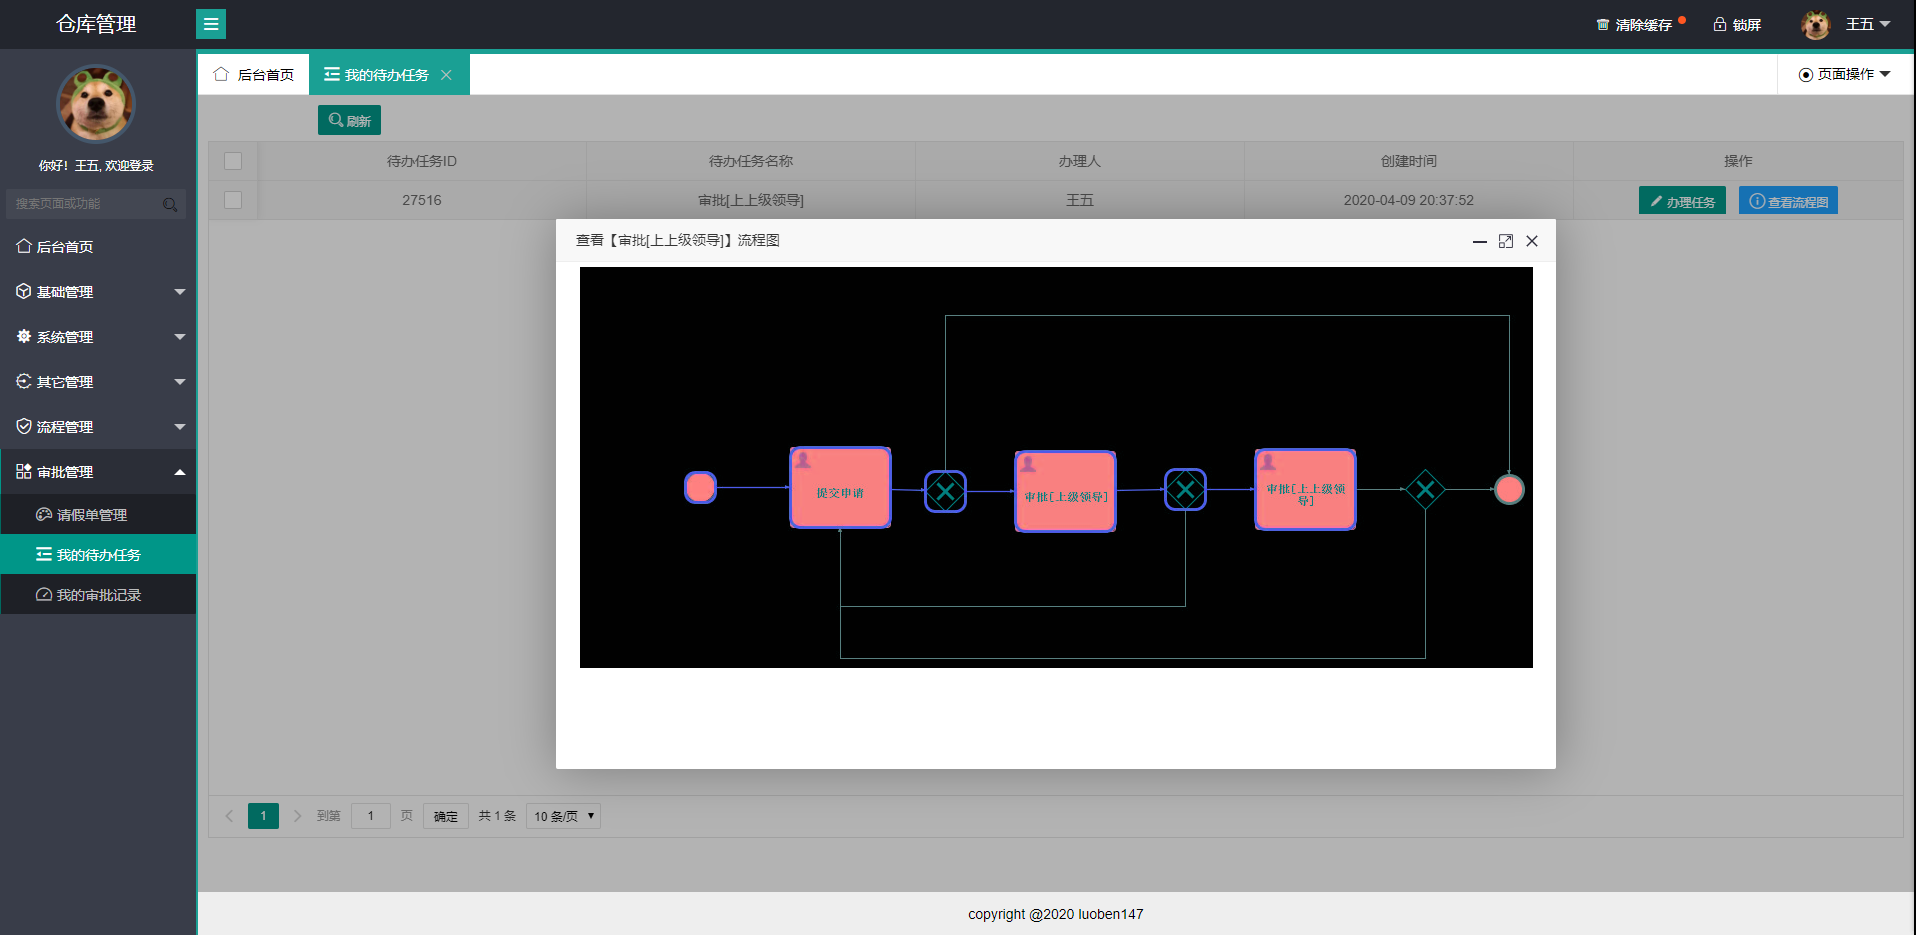 仓库管理
清除缓存
锁屏
王五
后台首页
我的待办任务
页面操作
你好！王五, 欢迎登录
搜索页面或功能
后台首页
基础管理
系统管理
其它管理
流程管理
审批管理
请假单管理
我的待办任务
我的审批记录
刷新
待办任务ID 待办任务名称 办理人 创建时间 操作
27516 审批[上上级领导] 王五 2020-04-09 20:37:52 办理任务 查看流程图
查看【审批[上上级领导]】流程图
提交申请
审批[上级领导]
审批[上上级领
导]
1 到第 1 页 确定 共 1 条 10 条/页
copyright @2020 luoben147